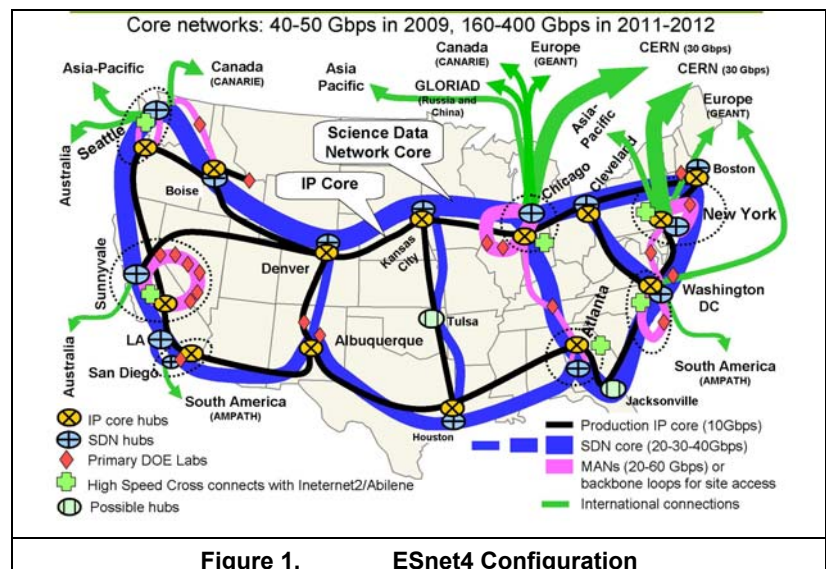 Core networks: 40-50 Gbps in 2009, 160-400 Gbps in 2011-2012
Asia-Pacific
Canada
(CANARIE)
Asia
Pacific
Canada
(CANARIE)
Europe
(GEANT)
CERN (30 Gbps)
CERN (30 Gbps)
GLORIAD
(Russia and
China)
Europe
(GEANT)
Asia-
Pacific
Australia
Seattle
Science Data
Network Core
IP Core
Boise
Chicago
Cleveland
Boston
New York
Sunnyvale
Denver
Kansas
City
Washington
DC
Tulsa
Atlanta
LA
Albuquerque
San Diego
Australia
South America
(AMPATH)
South America
(AMPATH)
Jacksonville
Houston
IP core hubs
SDN hubs
Primary DOE Labs
High Speed Cross connects with Ineternet2/Abilene
Possible hubs
Production IP core (10Gbps)
SDN core (20-30-40Gbps)
MANs (20-60 Gbps) or
backbone loops for site access
International connections
Figure 1. ESnet4 Configuration